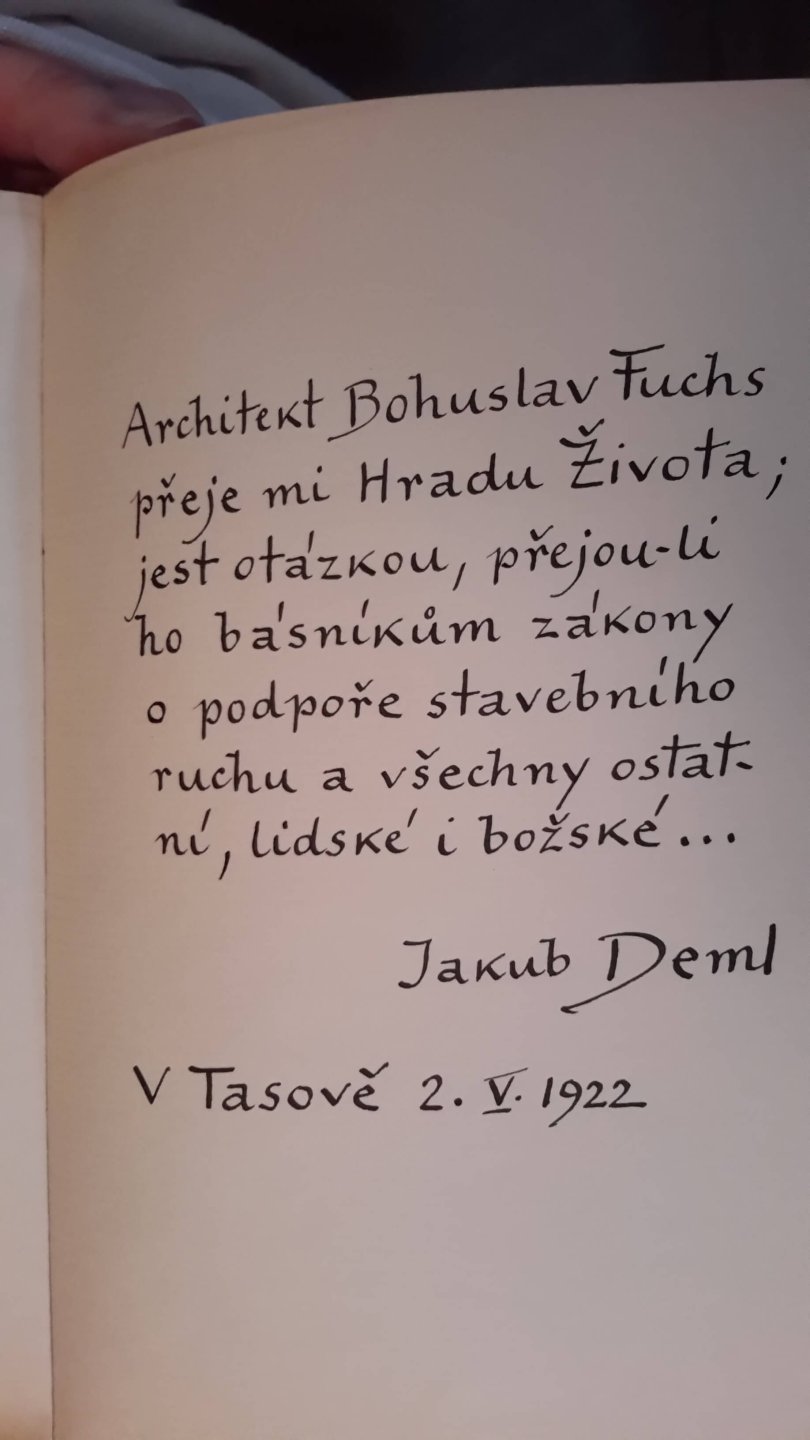 Architekt Bohuslav Fuchs
přeje mi Hradu Života;
jest otázkou, přejou-li
ho básníkům zákony
o podpoře stavebního
ruchu a všechny ostat-
ní, lidské i božské...
Jakub Deml
V Tasově 2. V. 1922